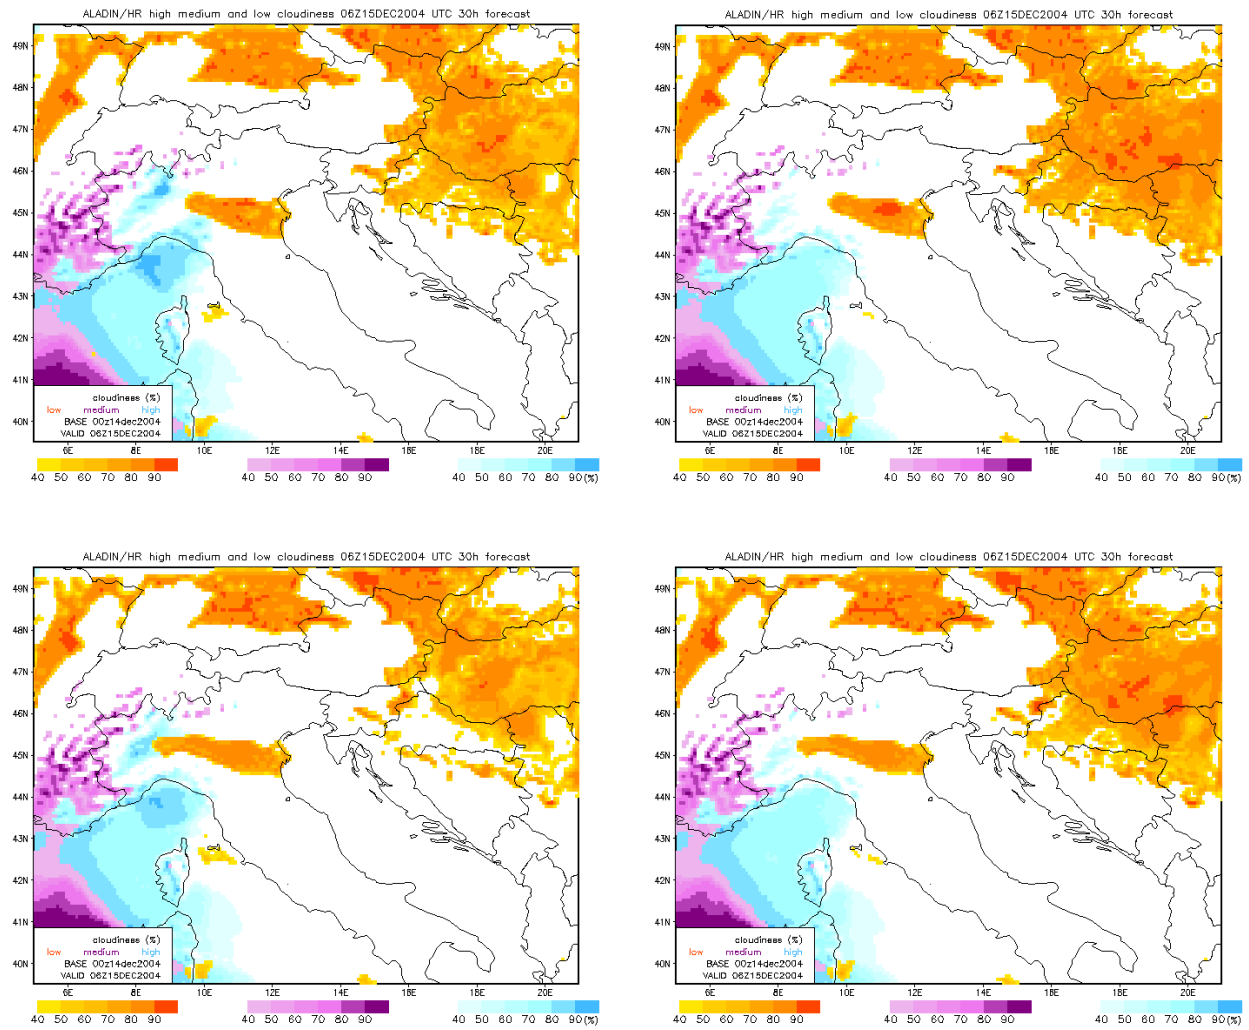 ALADIN/HR high medium and low cloudiness 06Z15DEC2004 UTC 30h forecast
49N
48N
47N
46N
45N
44N
43N
42N
41N
40N
cloudiness (%)
low medium high
BASE 00z14dec2004
VALID 06Z15DEC2004
6E 8E 10E 12E 14E 16E 18E 20E
40 50 60 70 80 90 40 50 60 70 80 90 40 50 60 70 80 90(%)
ALADIN/HR high medium and low cloudiness 06Z15DEC2004 UTC 30h forecast
49N
48N
47N
46N
45N
44N
43N
42N
41N
40N
cloudiness (%)
low medium high
BASE 00z14dec2004
VALID 06Z15DEC2004
6E 8E 10E 12E 14E 16E 18E 20E
40 50 60 70 80 90 40 50 60 70 80 90 40 50 60 70 80 90(%)
ALADIN/HR high medium and low cloudiness 06Z15DEC2004 UTC 30h forecast
49N
48N
47N
46N
45N
44N
43N
42N
41N
40N
cloudiness (%)
low medium high
BASE 00z14dec2004
VALID 06Z15DEC2004
6E 8E 10E 12E 14E 16E 18E 20E
40 50 60 70 80 90 40 50 60 70 80 90 40 50 60 70 80 90(%)
ALADIN/HR high medium and low cloudiness 06Z15DEC2004 UTC 30h forecast
49N
48N
47N
46N
45N
44N
43N
42N
41N
40N
cloudiness (%)
low medium high
BASE 00z14dec2004
VALID 06Z15DEC2004
6E 8E 10E 12E 14E 16E 18E 20E
40 50 60 70 80 90 40 50 60 70 80 90 40 50 60 70 80 90(%)